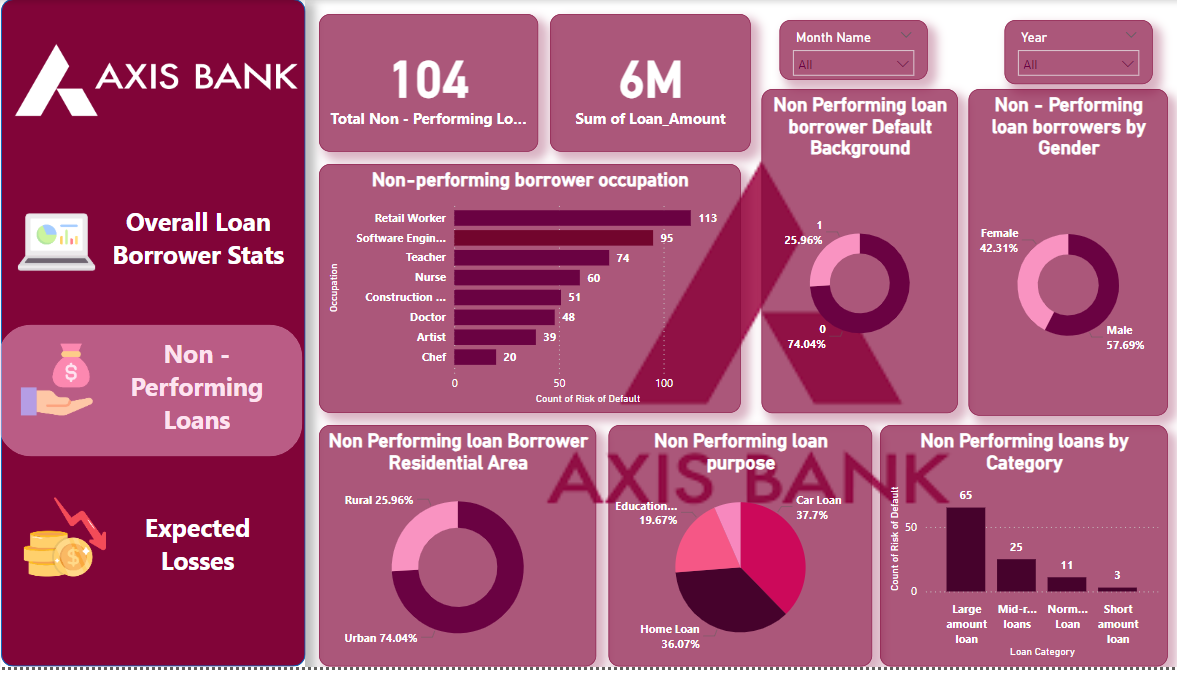 AXIS BANK
Overall Loan
Borrower Stats
Non -
Performing
Loans
Expected
Losses
104
Total Non - Performing Lo...
6M
Sum of Loan_Amount
Month Name
All
Year
All
Non-performing borrower occupation
Occupation
Retail Worker
113
Software Engin...
95
Teacher
74
Nurse
60
Construction ...
51
Doctor
48
Artist
39
Chef
20
0
50
100
Count of Risk of Default
Non Performing loan
borrower Default
Background
1
25.96%
0
74.04%
Non - Performing
loan borrowers by
Gender
Female
42.31%
Male
57.69%
Non Performing loan Borrower
Residential Area
Rural 25.96%
Urban 74.04%
Non Performing loan
purpose
Car Loan
37.7%
Education...
19.67%
Home Loan
36.07%
AXIS BANK
Non Performing loans by
Category
Count of Risk of Default
50
0
65
25
11
3
Large
amount
loan
Mid-r...
loans
Norm...
Loan
Short
amount
loan
Loan Category